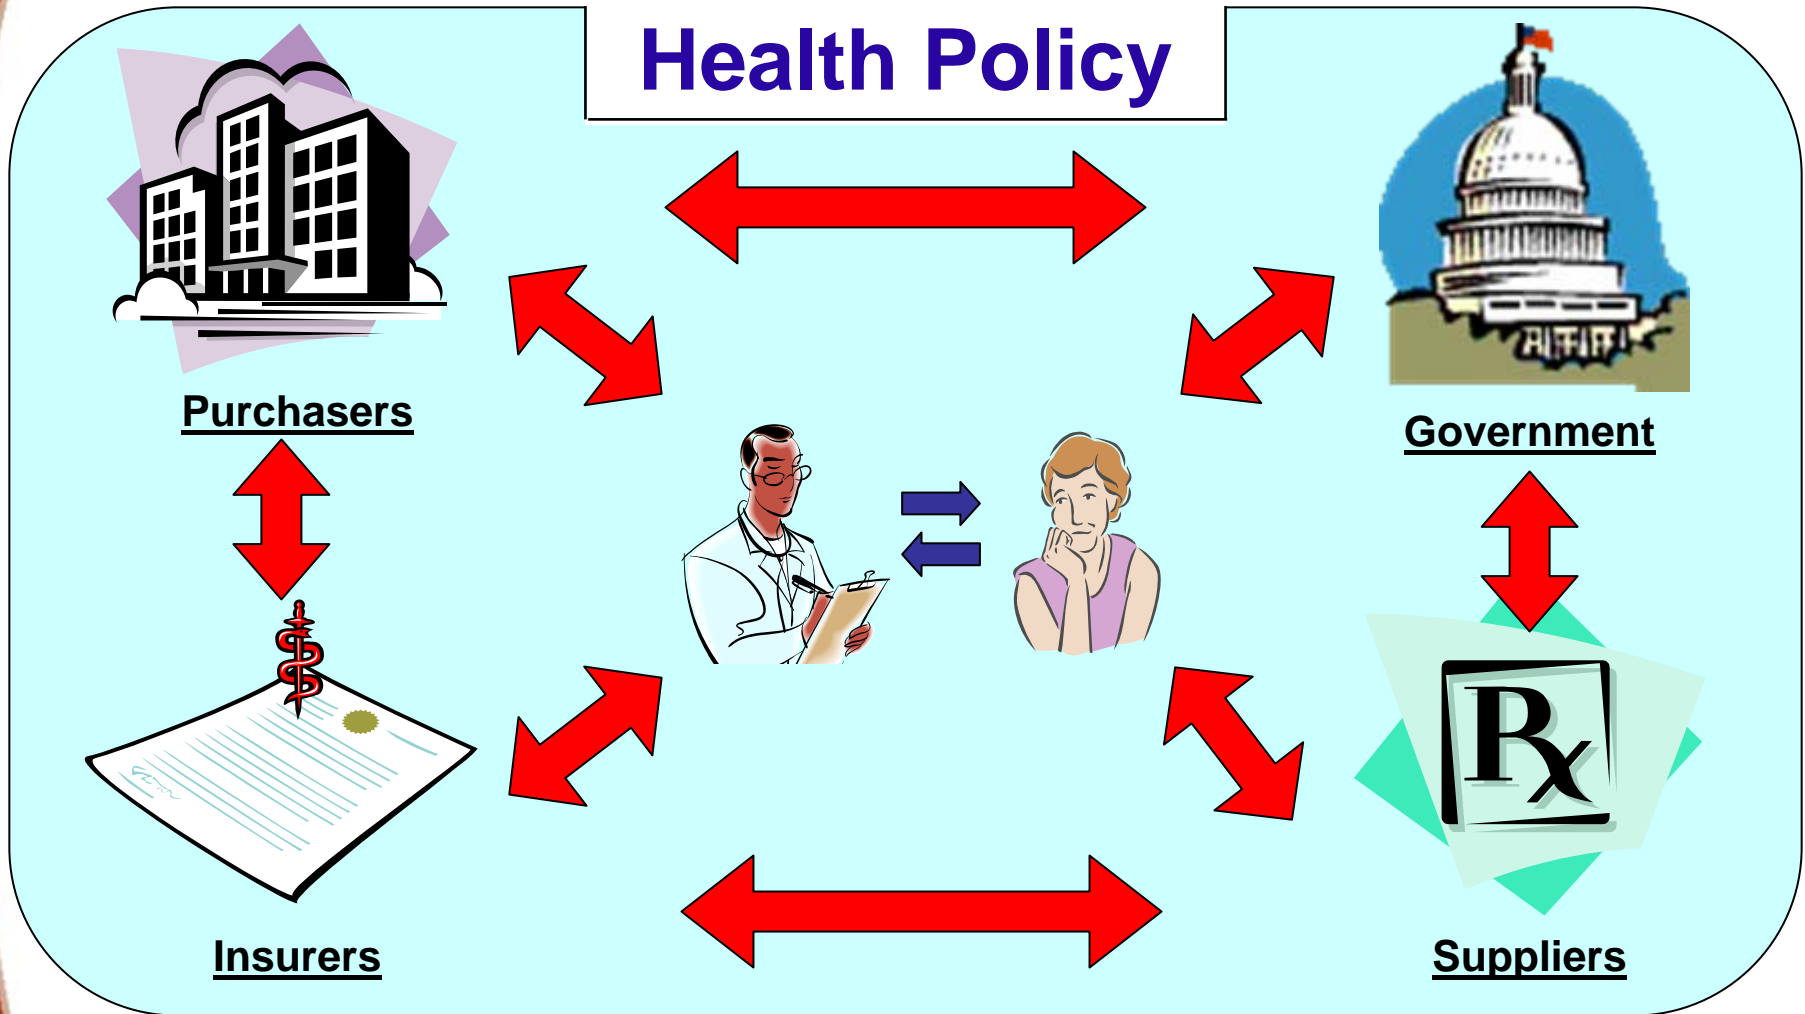 Health Policy
Purchasers
Government
Rx
Insurers
Suppliers